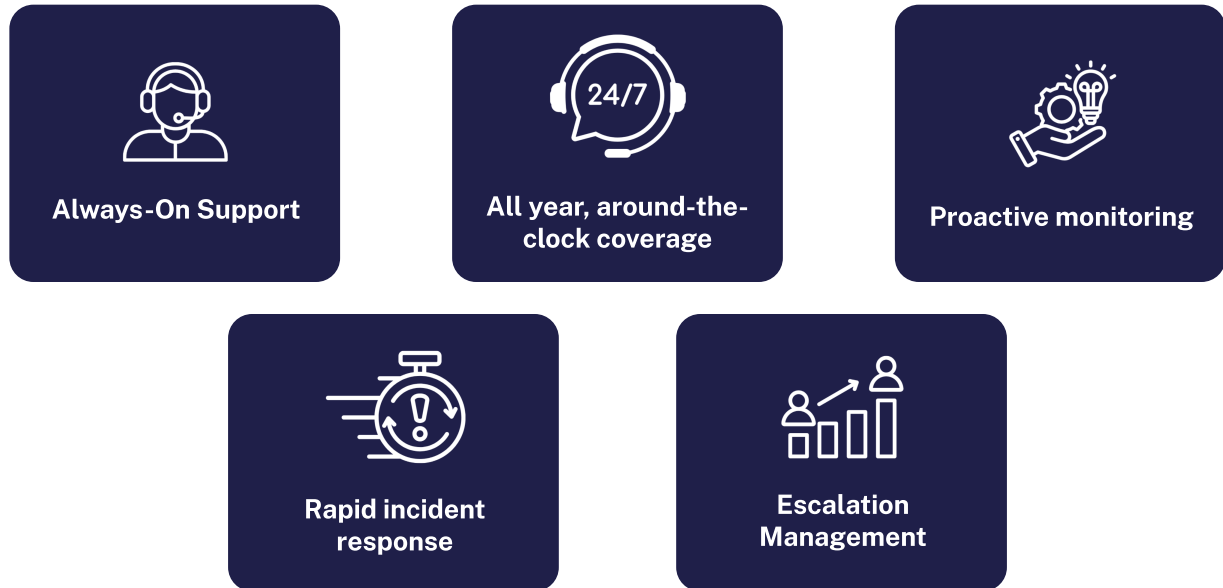 Always-On Support
24/7
All year, around-the-
clock coverage
Proactive monitoring
!
Rapid incident
response
Escalation
Management